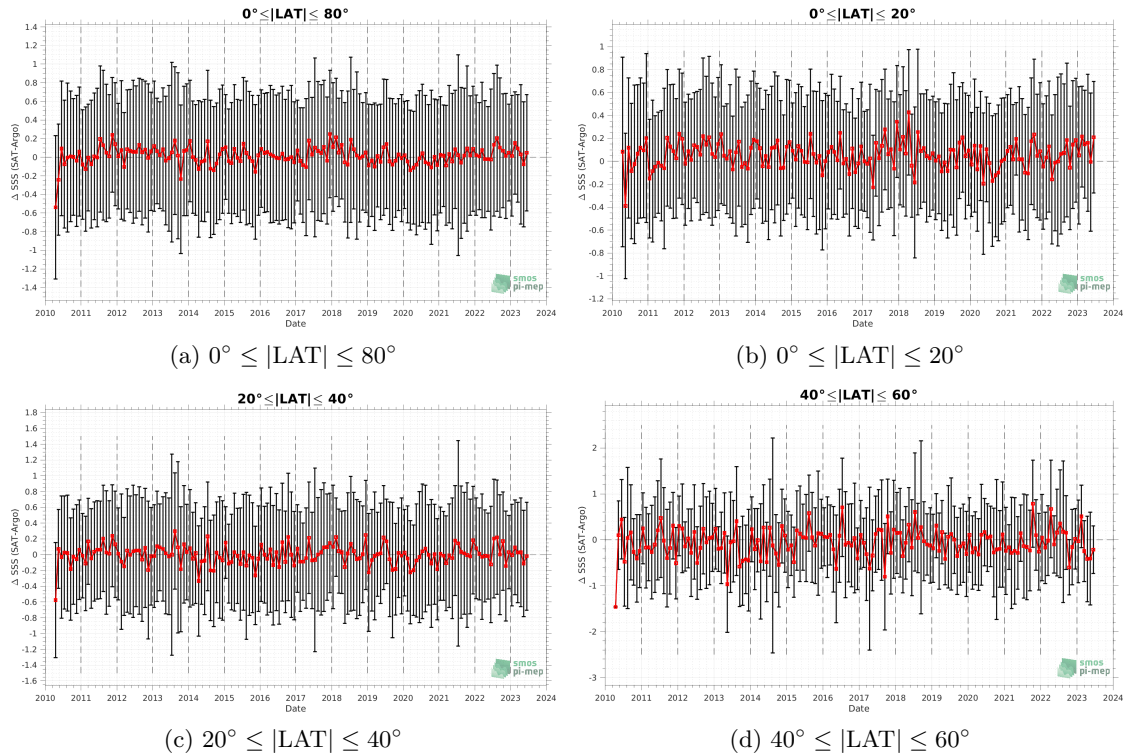 0°≤|LAT|≤ 80°
Δ SSS (SAT-Argo)
1.4
1.2
1
0.8
0.6
0.4
0.2
0
-0.2
-0.4
-0.6
-0.8
-1
-1.2
-1.4
smos
pi-mep
2010 2011 2012 2013 2014 2015 2016 2017 2018 2019 2020 2021 2022 2023 2024
Date
(a) 0° ≤ |LAT| ≤ 80°
0°≤|LAT|≤ 20°
Δ SSS (SAT-Argo)
1
0.8
0.6
0.4
0.2
0
-0.2
-0.4
-0.6
-0.8
-1
-1.2
smos
pi-mep
2010 2011 2012 2013 2014 2015 2016 2017 2018 2019 2020 2021 2022 2023 2024
Date
(b) 0° ≤ |LAT| ≤ 20°
20°≤|LAT|≤ 40°
Δ SSS (SAT-Argo)
1.8
1.6
1.4
1.2
1
0.8
0.6
0.4
0.2
0
-0.2
-0.4
-0.6
-0.8
-1
-1.2
-1.4
-1.6
smos
pi-mep
2010 2011 2012 2013 2014 2015 2016 2017 2018 2019 2020 2021 2022 2023 2024
Date
(c) 20° ≤ |LAT| ≤ 40°
40°≤|LAT|≤ 60°
Δ SSS (SAT-Argo)
2
1
0
-1
-2
-3
smos
pi-mep
2010 2011 2012 2013 2014 2015 2016 2017 2018 2019 2020 2021 2022 2023 2024
Date
(d) 40° ≤ |LAT| ≤ 60°